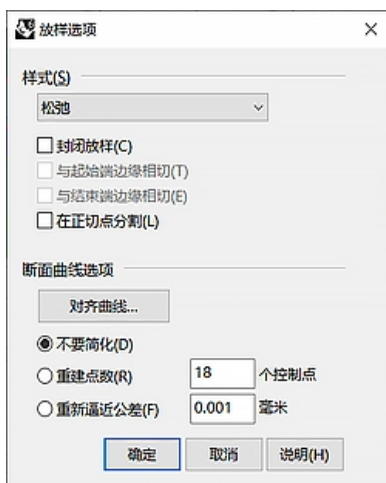 放样选项
样式(S)
松弛
封闭放样(C)
与起始端边缘相切(T)
与结束端边缘相切(E)
在正切点分割(L)
断面曲线选项
对齐曲线...
不要简化(D)
重建点数(R) 18 个控制点
重新逼近公差(F) 0.001 毫米
确定 取消 说明(H)